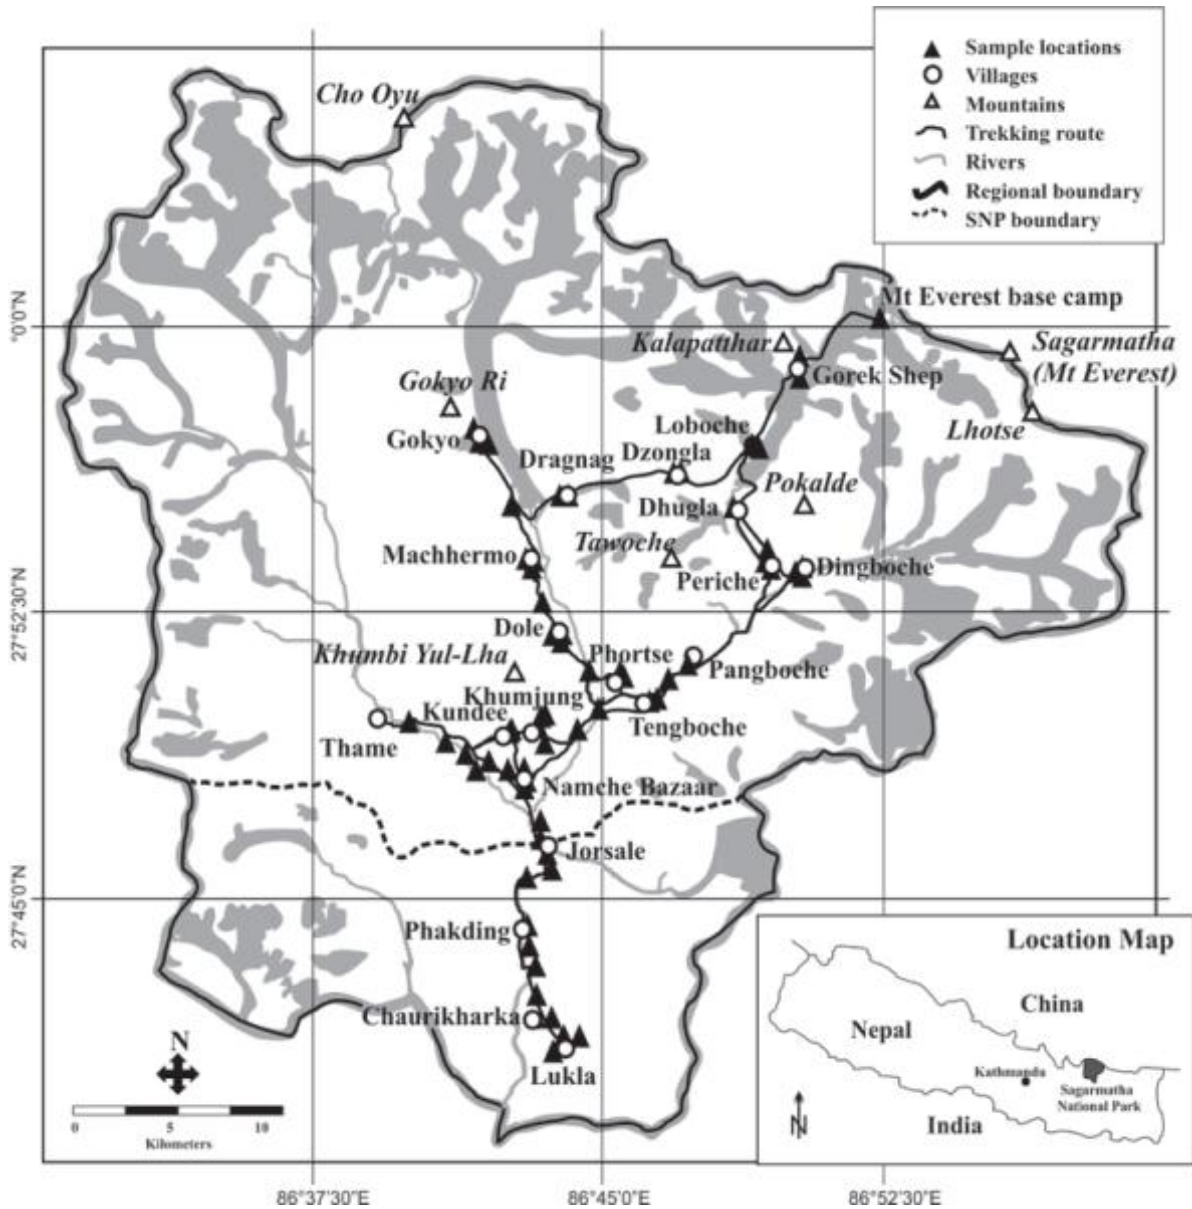 Sample locations
Villages
Mountains
Trekking route
Rivers
Regional boundary
SNP boundary
Cho Oyu
Mt Everest base camp
0°0"N
Kalapatthar
Sagarmatha
(Mt Everest)
Gorek Shep
Gokyo Ri
Lhotse
Gokyo
Loboche
Dzongla
Dragnag
Pokalde
Dhugla
Machhermo
Tawoche
Periche
Dingboche
27°52'30"N
Dole
Khumbi Yul-Lha
Phortse
Pangboche
Khumjung
Kundee
Tengboche
Thame
Namche Bazaar
Jorsale
27°45'0"N
Phakding
Chaurikharka
Lukla
N
0 5 10
Kilometers
Location Map
China
Nepal
Kathmandu
Sagarmatha
National Park
India
N
86°37'30"E 86°45'0"E 86°52'30"E